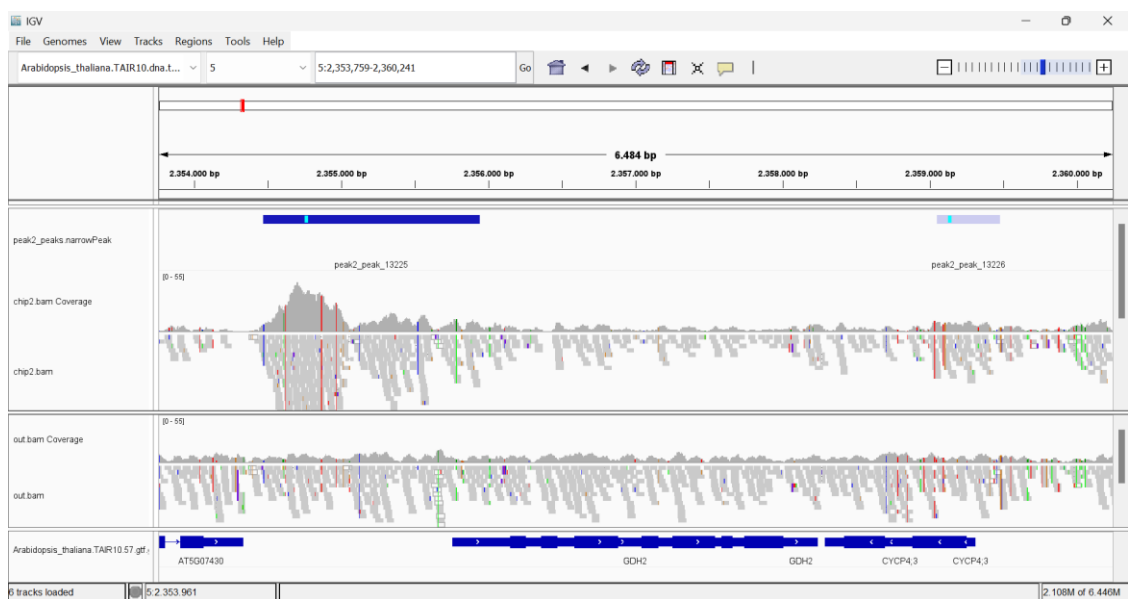 IGV
File Genomes View Tracks Regions Tools Help
Arabidopsis_thaliana.TAIR10.dna.t... 5 5:2,353,759-2,360,241 Go
6.484 bp
2.354.000 bp 2.355.000 bp 2.356.000 bp 2.357.000 bp 2.358.000 bp 2.359.000 bp 2.360.000 bp
peak2_peaks.narrowPeak
peak2_peak_13225 peak2_peak_13226
[0 - 55]
chip2.bam Coverage
chip2.bam
[0 - 55]
out.bam Coverage
out.bam
Arabidopsis_thaliana.TAIR10.57.gtf.
AT5G07430 GDH2 GDH2 CYCP4;3 CYCP4;3
6 tracks loaded 5:2.353.961 2.108M of 6.446M